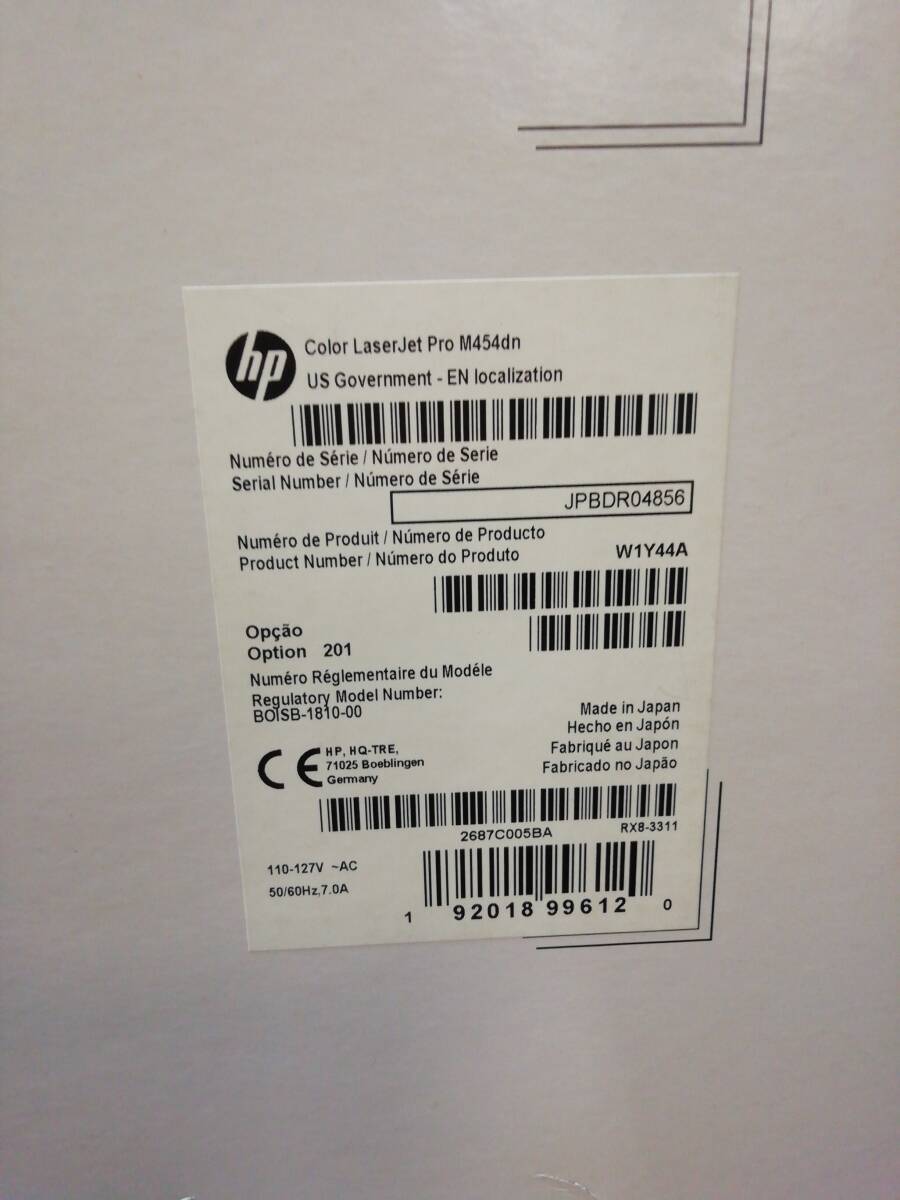 hp
Color LaserJet Pro M454dn
US Government - EN localization
Numéro de Série / Número de Serie
Serial Number / Número de Série
JPBDR04856
Numéro de Produit / Número de Producto
Product Number / Número do Produto
W1Y44A
Opção
Option 201
Numéro Réglementaire du Modéle
Regulatory Model Number:
BOISB-1810-00
Made in Japan
Hecho en Japón
Fabriqué au Japon
Fabricado no Japão
CE
HP, HQ-TRE,
71025 Boeblingen
Germany
2687C005BA
RX8-3311
110-127V ~AC
50/60Hz,7.0A
1 92018 99612 0